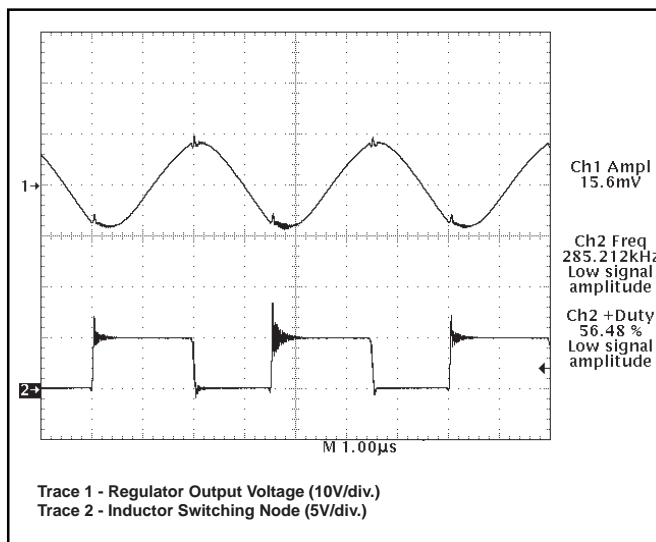 1→
Ch1 Ampl
15.6mV
Ch2 Freq
285.212kHz
Low signal
amplitude
Ch2 +Duty
56.48 %
Low signal
amplitude
2→
M 1.00µs
Trace 1 - Regulator Output Voltage (10V/div.)
Trace 2 - Inductor Switching Node (5V/div.)